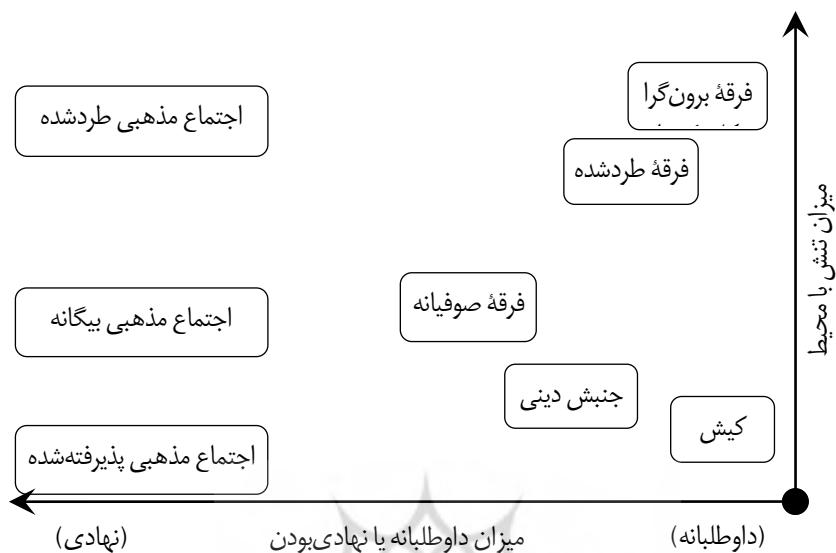 فرقهٔ برون‌گرا
اجتماع مذهبی طردشده
فرقهٔ طردشده
میزان تنش با محیط
فرقهٔ صوفیانه
اجتماع مذهبی بیگانه
جنبش دینی
کیش
اجتماع مذهبی پذیرفته‌شده
(داوطلبانه)
میزان داوطلبانه یا نهادی‌بودن
(نهادی)